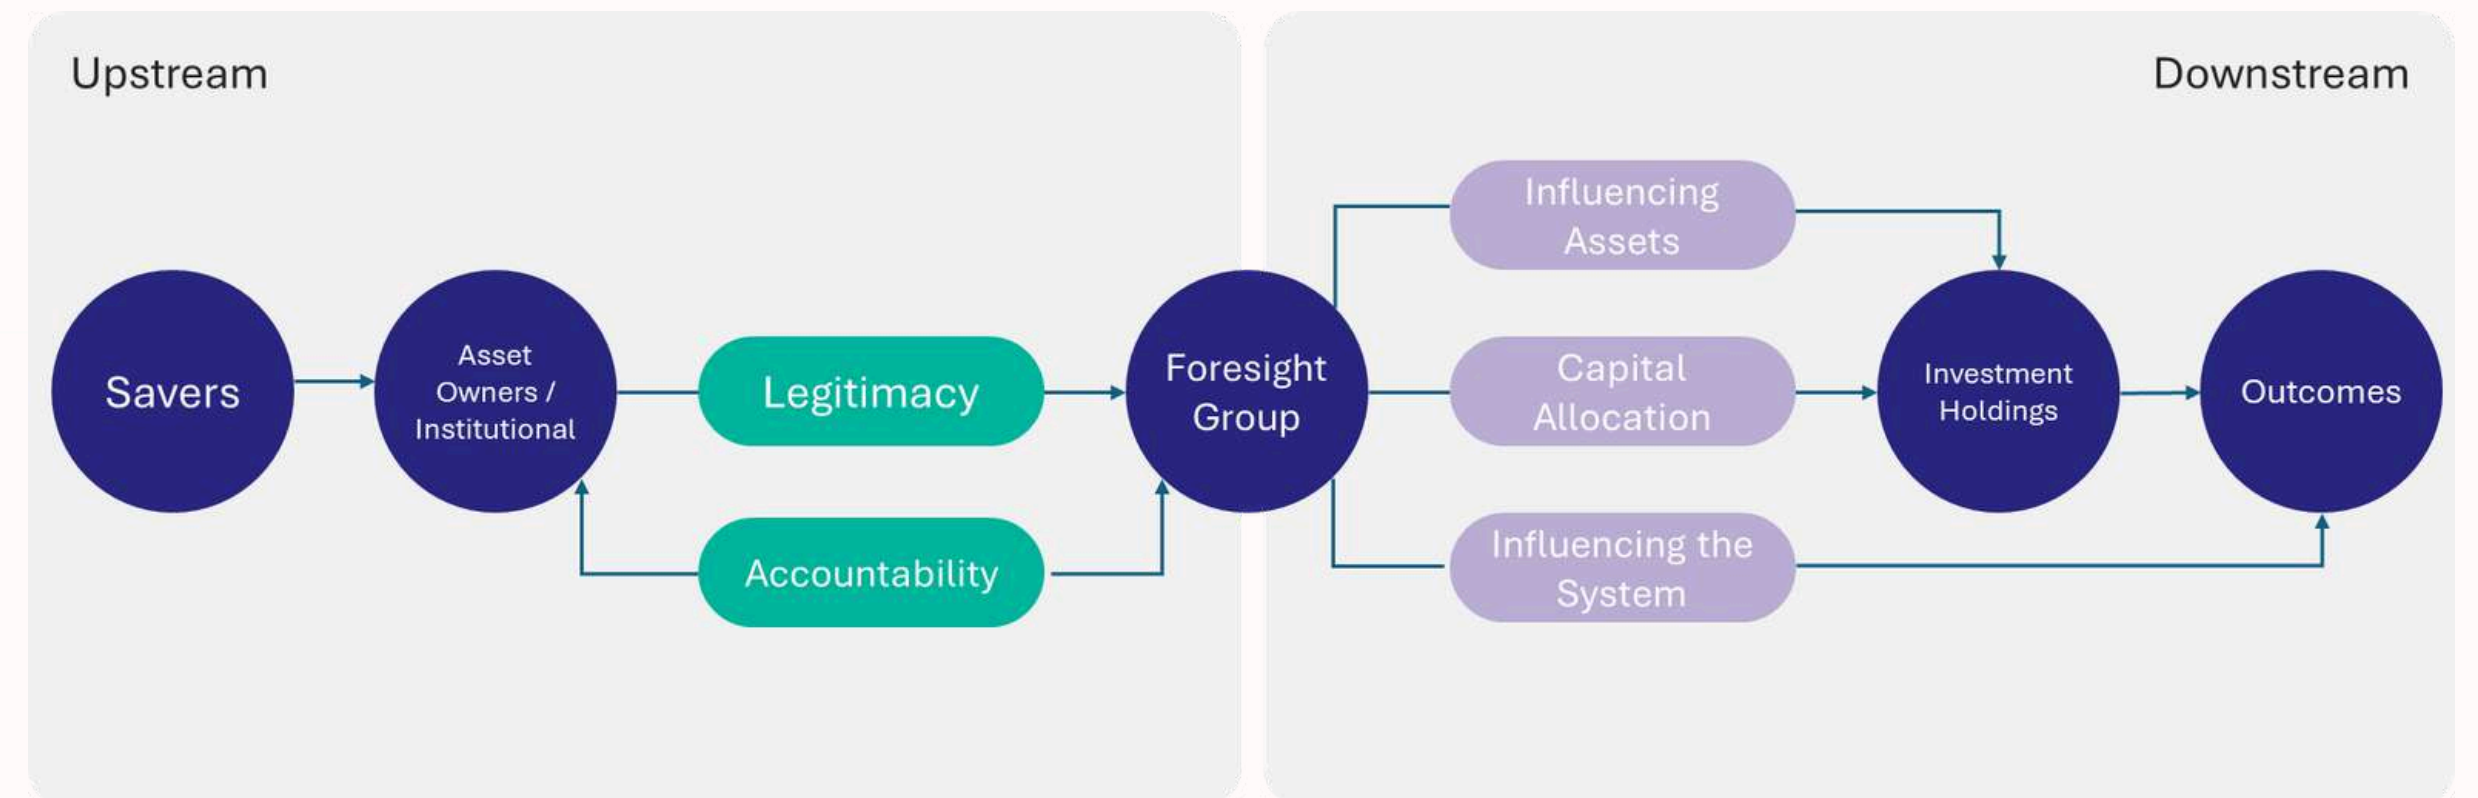 Upstream
Downstream
Savers
Asset
Owners /
Institutional
Legitimacy
Accountability
Foresight
Group
Influencing
Assets
Capital
Allocation
Influencing the
System
Investment
Holdings
Outcomes